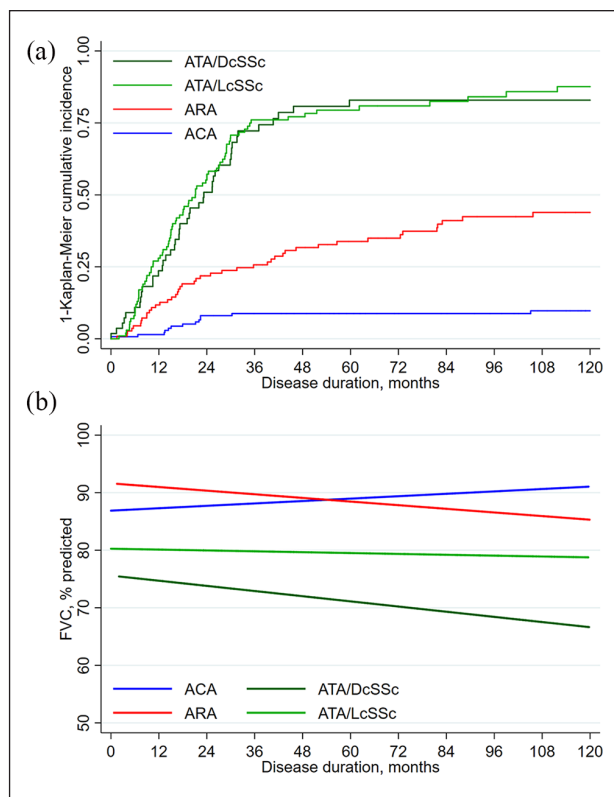 (a)
ATA/DcSSc
ATA/LcSSc
ARA
ACA
1-Kaplan-Meier cumulative incidence
1.00
0.75
0.50
0.25
0.00
0 12 24 36 48 60 72 84 96 108 120
Disease duration, months
(b)
FVC, % predicted
100
90
80
70
60
50
ACA ATA/DcSSc
ARA ATA/LcSSc
0 12 24 36 48 60 72 84 96 108 120
Disease duration, months